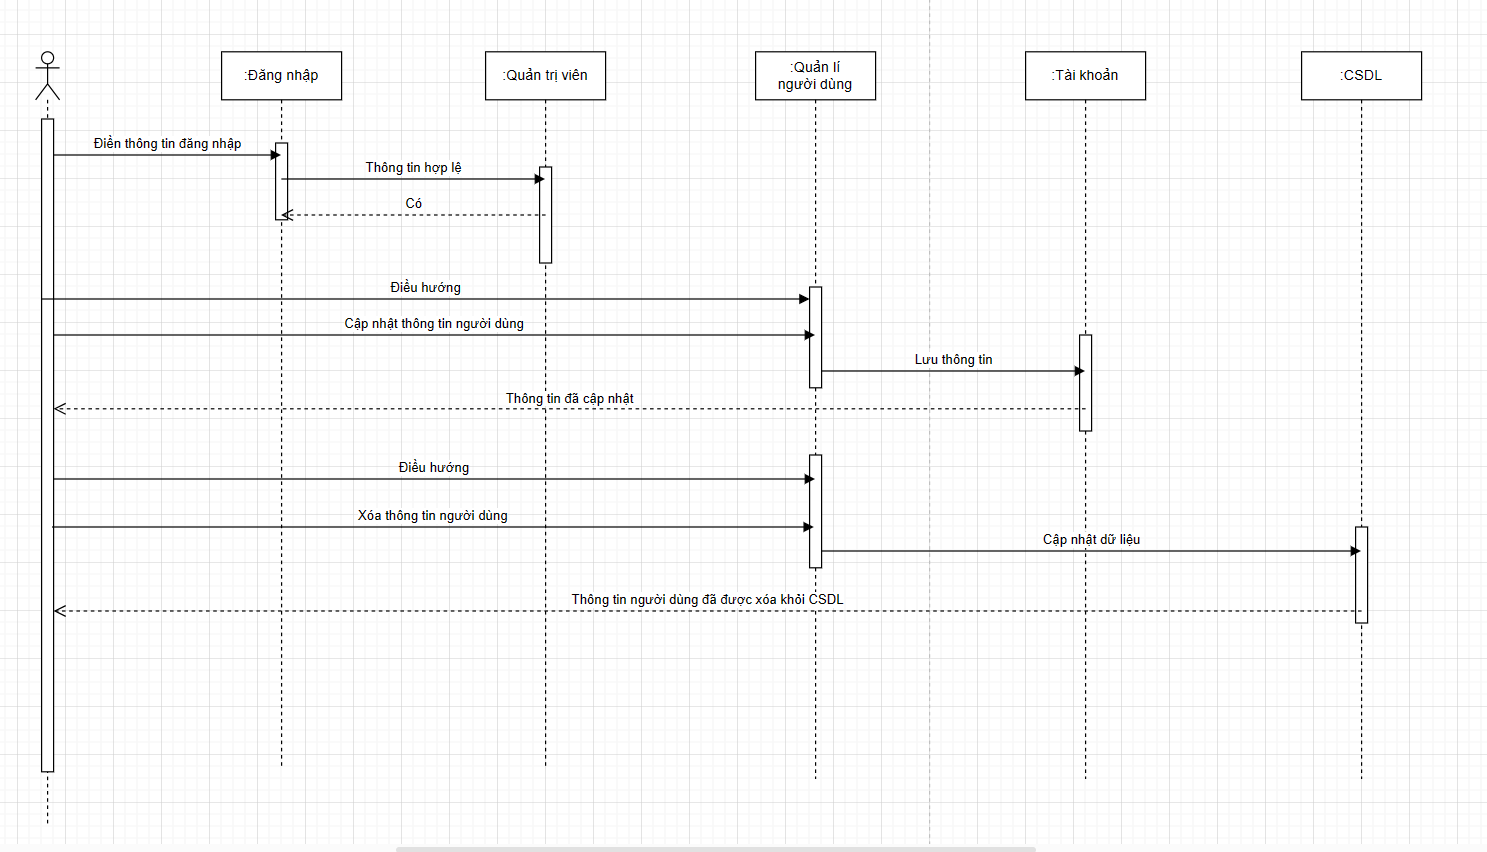 :Đăng nhập
:Quản trị viên
:Quản lí
người dùng
:Tài khoản
:CSDL
Điền thông tin đăng nhập
Thông tin hợp lệ
Có
Điều hướng
Cập nhật thông tin người dùng
Lưu thông tin
Thông tin đã cập nhật
Điều hướng
Xóa thông tin người dùng
Cập nhật dữ liệu
Thông tin người dùng đã được xóa khỏi CSDL